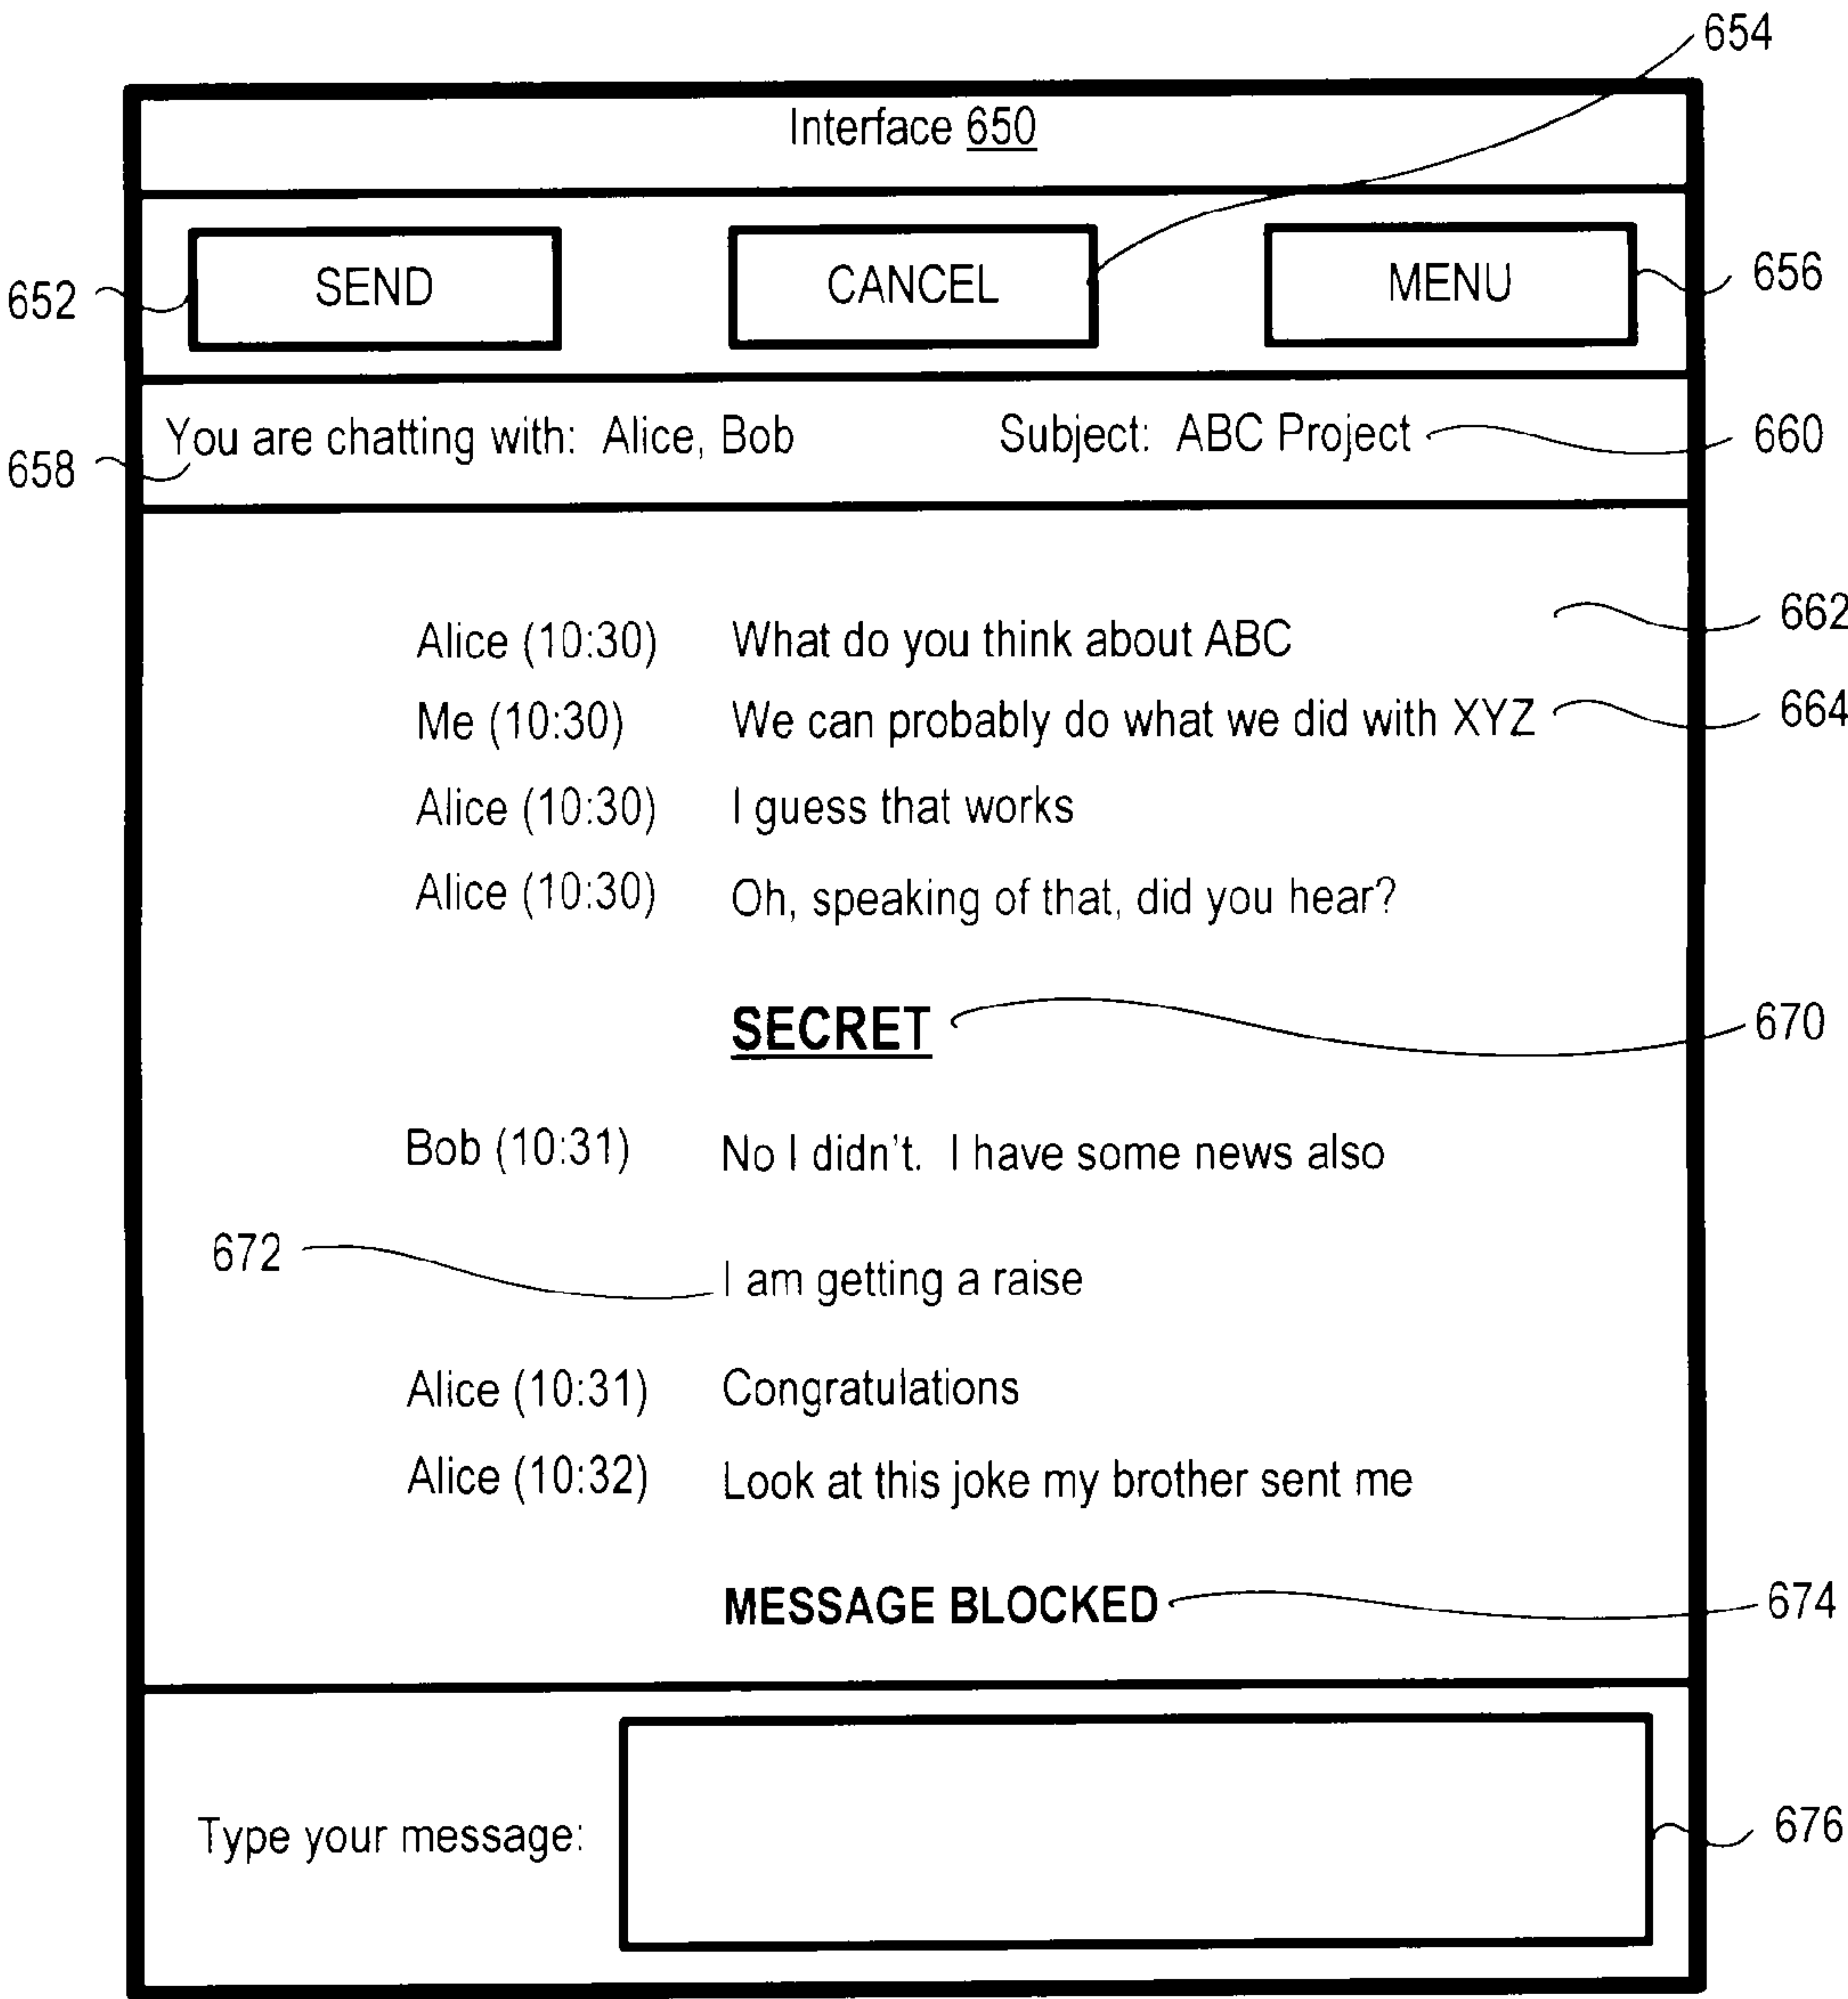 654
Interface 650
652 SEND CANCEL MENU 656
You are chatting with: Alice, Bob Subject: ABC Project 660
658
662
Alice (10:30) What do you think about ABC
Me (10:30) We can probably do what we did with XYZ 664
Alice (10:30) I guess that works
Alice (10:30) Oh, speaking of that, did you hear?
SECRET 670
Bob (10:31) No I didn't. I have some news also
672 I am getting a raise
Alice (10:31) Congratulations
Alice (10:32) Look at this joke my brother sent me
MESSAGE BLOCKED 674
Type your message: 676